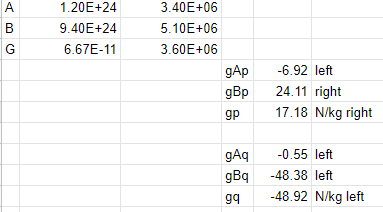 A 1.20E+24 3.40E+06
B 9.40E+24 5.10E+06
G 6.67E-11 3.60E+06
gAp -6.92 left
gBp 24.11 right
gp 17.18 N/kg right
gAq -0.55 left
gBq -48.38 left
gq -48.92 N/kg left